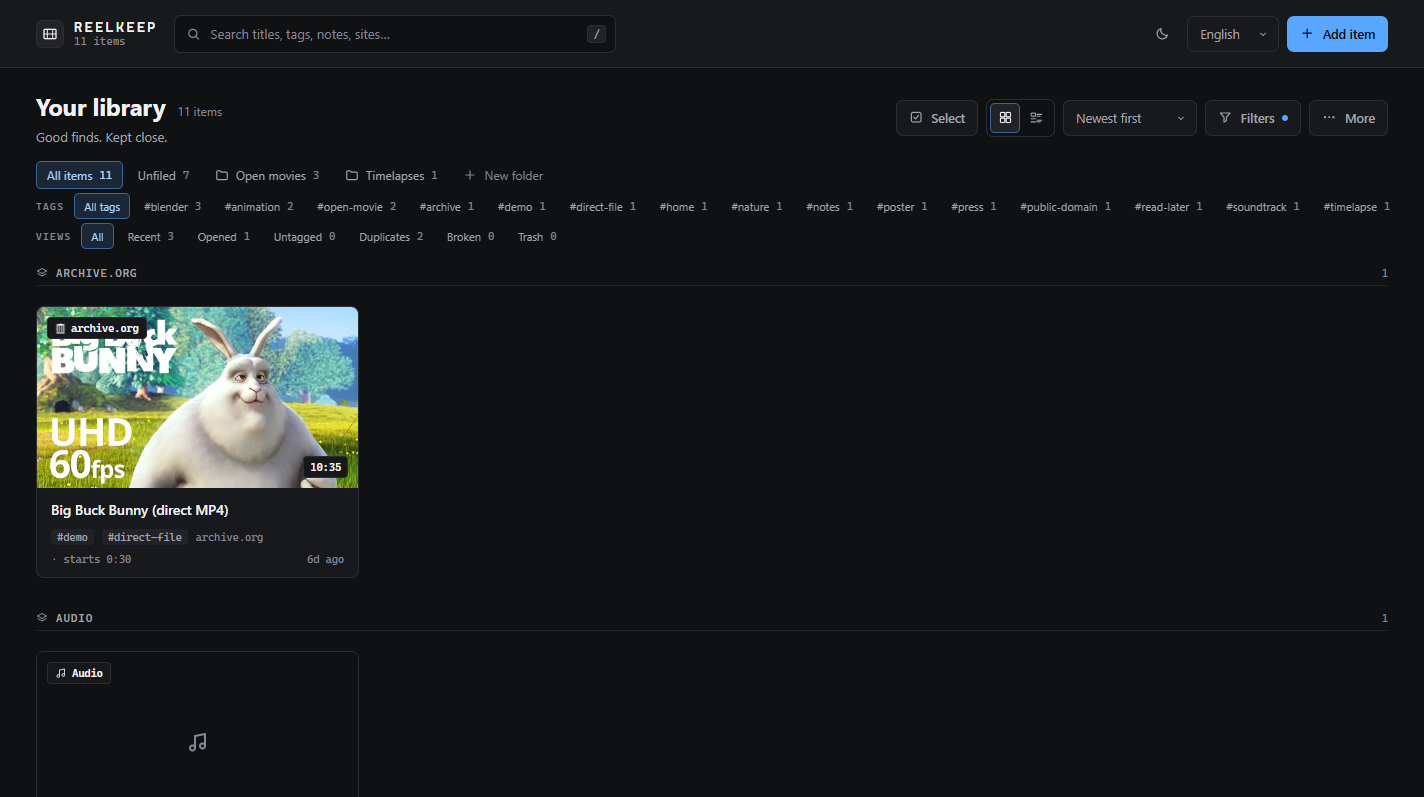 REELKEEP
11 items
Search titles, tags, notes, sites...
/
English
+ Add item
Your library 11 items
Good finds. Kept close.
Select
Newest first
Filters
More
All items 11 Unfiled 7 Open movies 3 Timelapses 1 + New folder
TAGS All tags #blender 3 #animation 2 #open-movie 2 #archive 1 #demo 1 #direct-file 1 #home 1 #nature 1 #notes 1 #poster 1 #press 1 #public-domain 1 #read-later 1 #soundtrack 1 #timelapse 1
VIEWS All Recent 3 Opened 1 Untagged 0 Duplicates 2 Broken 0 Trash 0
ARCHIVE.ORG 1
archive.org
Big Buck
BUNNY
UHD
60fps
10:35
Big Buck Bunny (direct MP4)
#demo #direct-file archive.org
· starts 0:30 6d ago
AUDIO 1
Audio